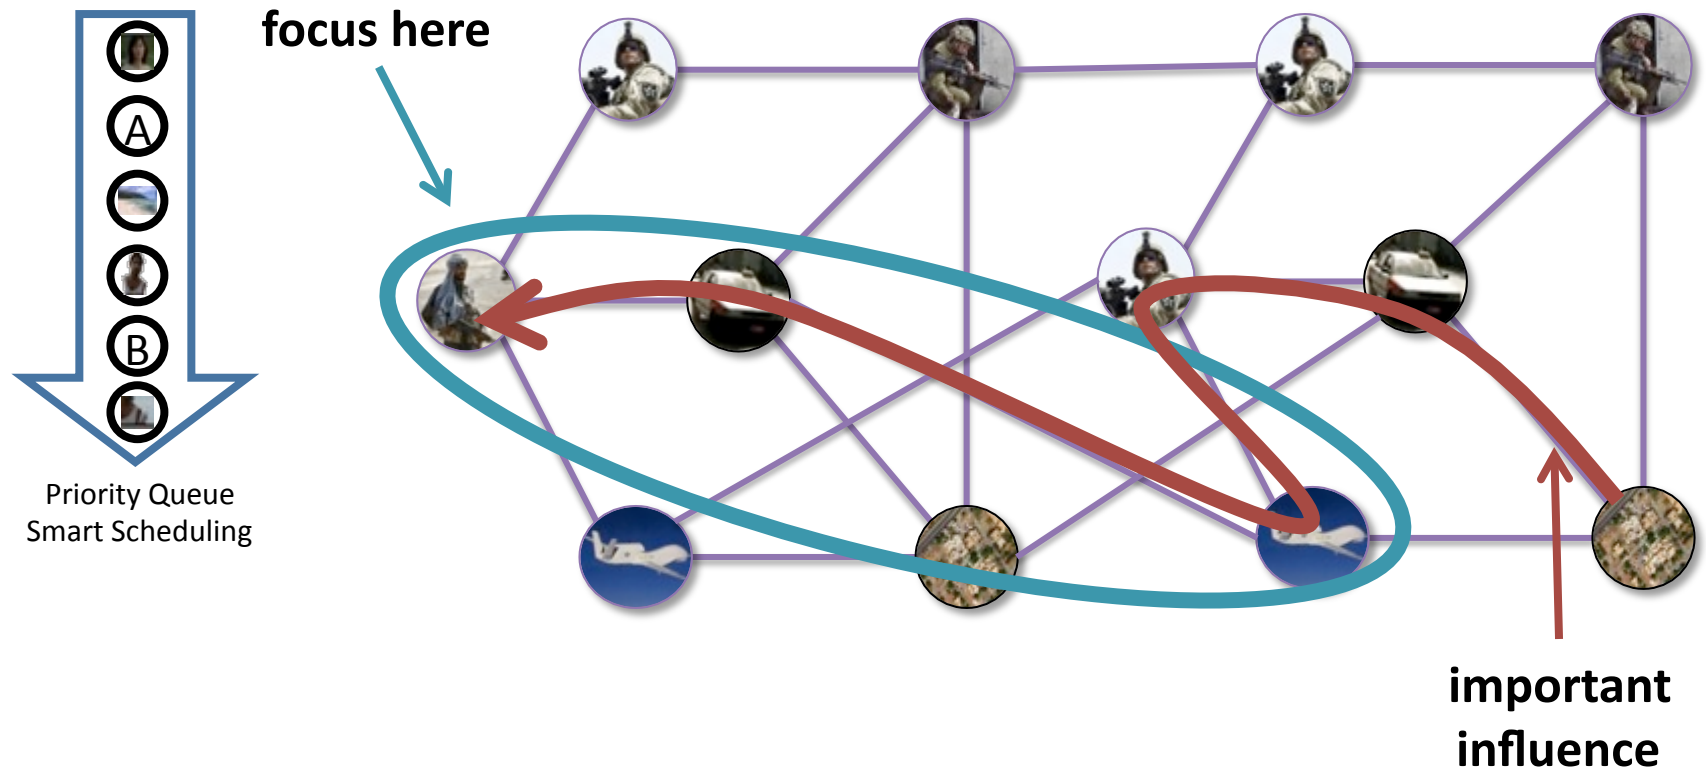 focus here
A
B
Priority Queue
Smart Scheduling
important
influence